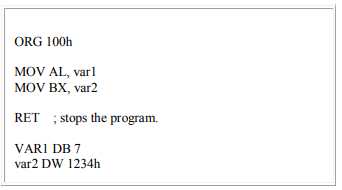 ORG 100h
MOV AL, var1
MOV BX, var2
RET ; stops the program.
VAR1 DB 7
var2 DW 1234h